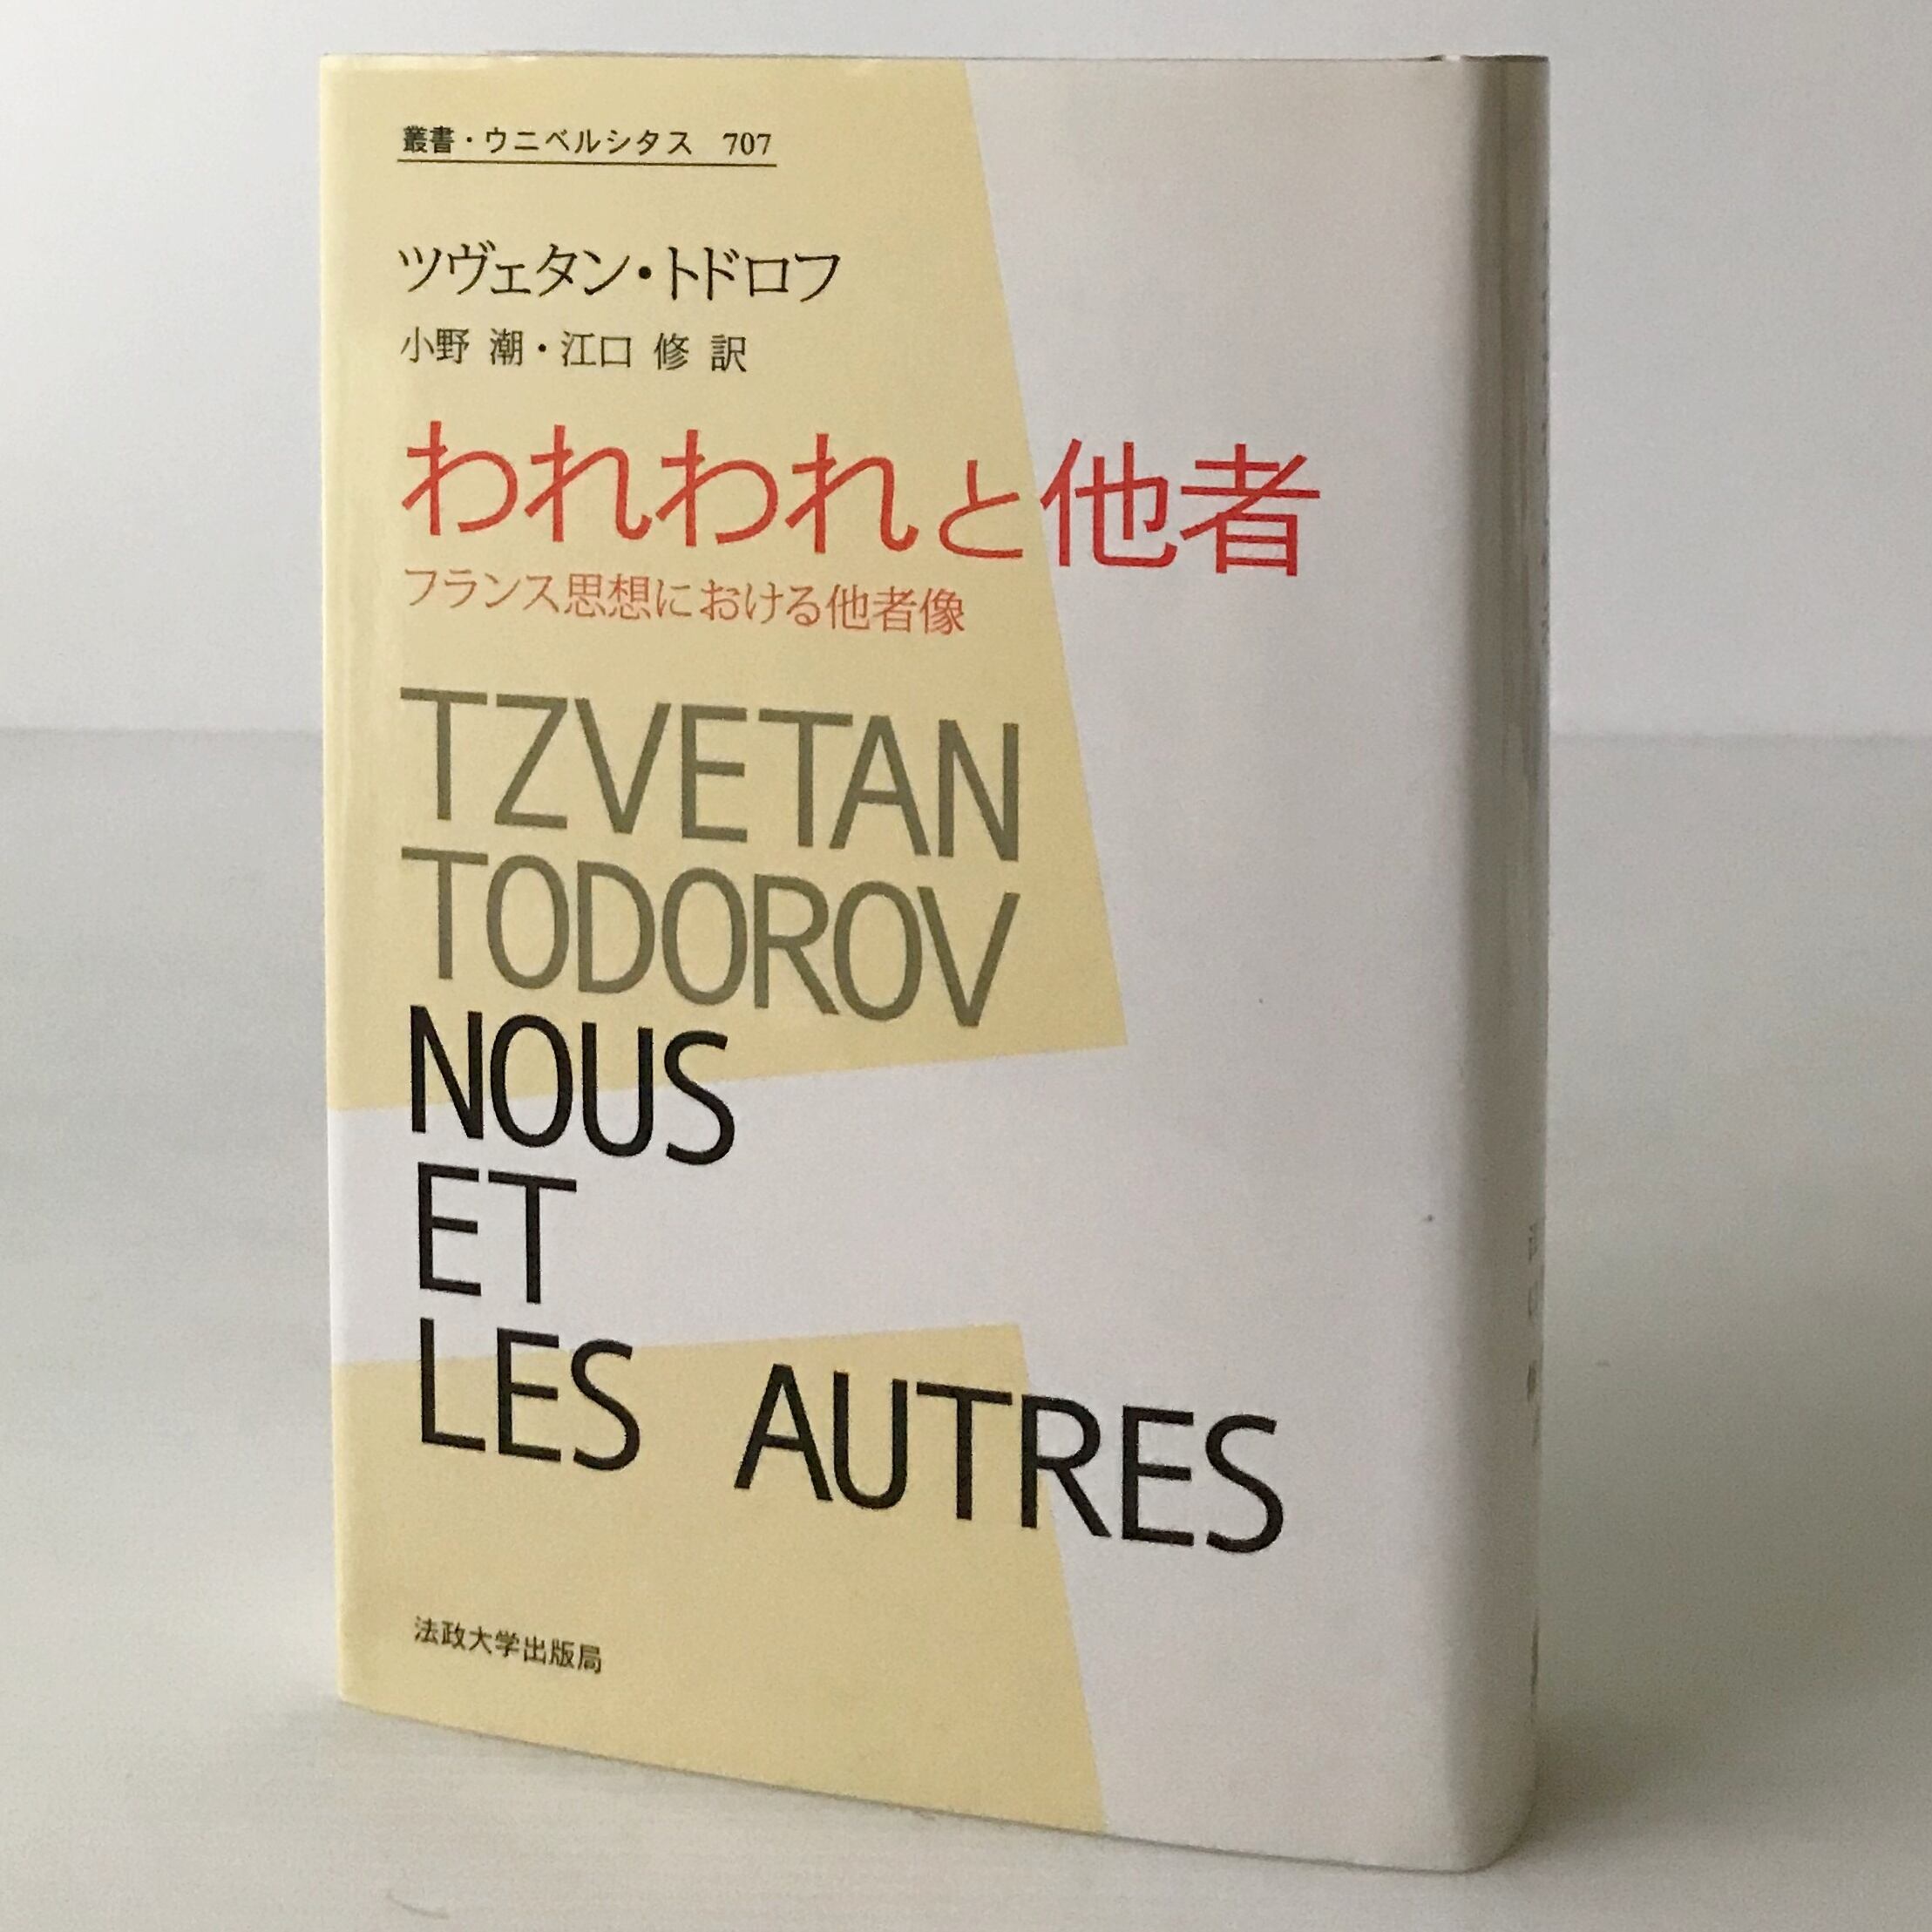 叢書・ウニベルシタス 707
ツヴェタン・トドロフ
小野 潮・江口 修 訳
われわれと他者
フランス思想における他者像
TZVETAN
TODOROV
NOUS
ET
LES AUTRES
法政大学出版局